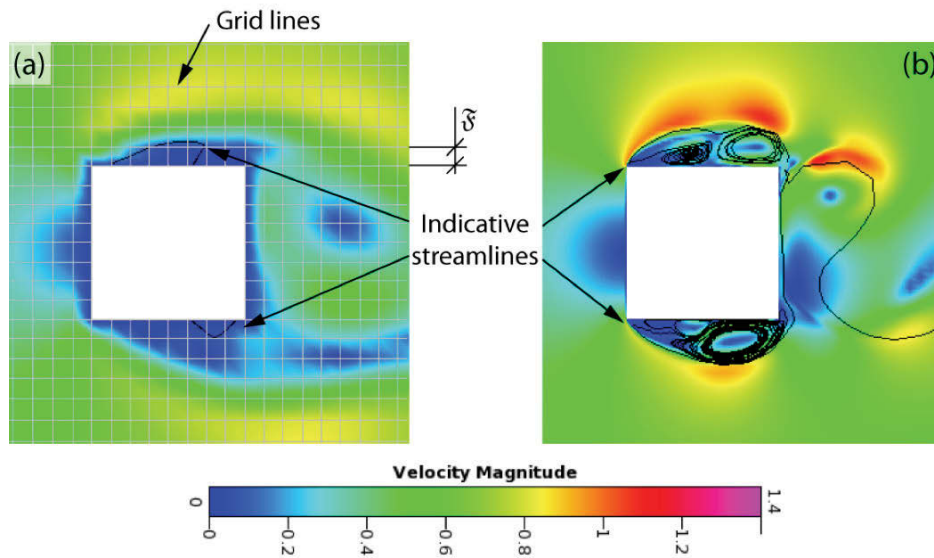 Grid lines
(a)
(b)
𝔉
Indicative
streamlines
Velocity Magnitude
0
1.4
0
0.2
0.4
0.6
0.8
1
1.2